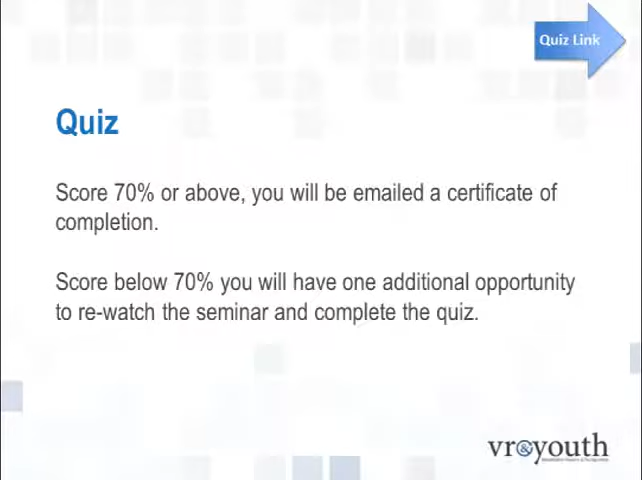 Quiz Link
Quiz
Score 70% or above, you will be emailed a certificate of
completion.
Score below 70% you will have one additional opportunity
to re-watch the seminar and complete the quiz.
vr&youth